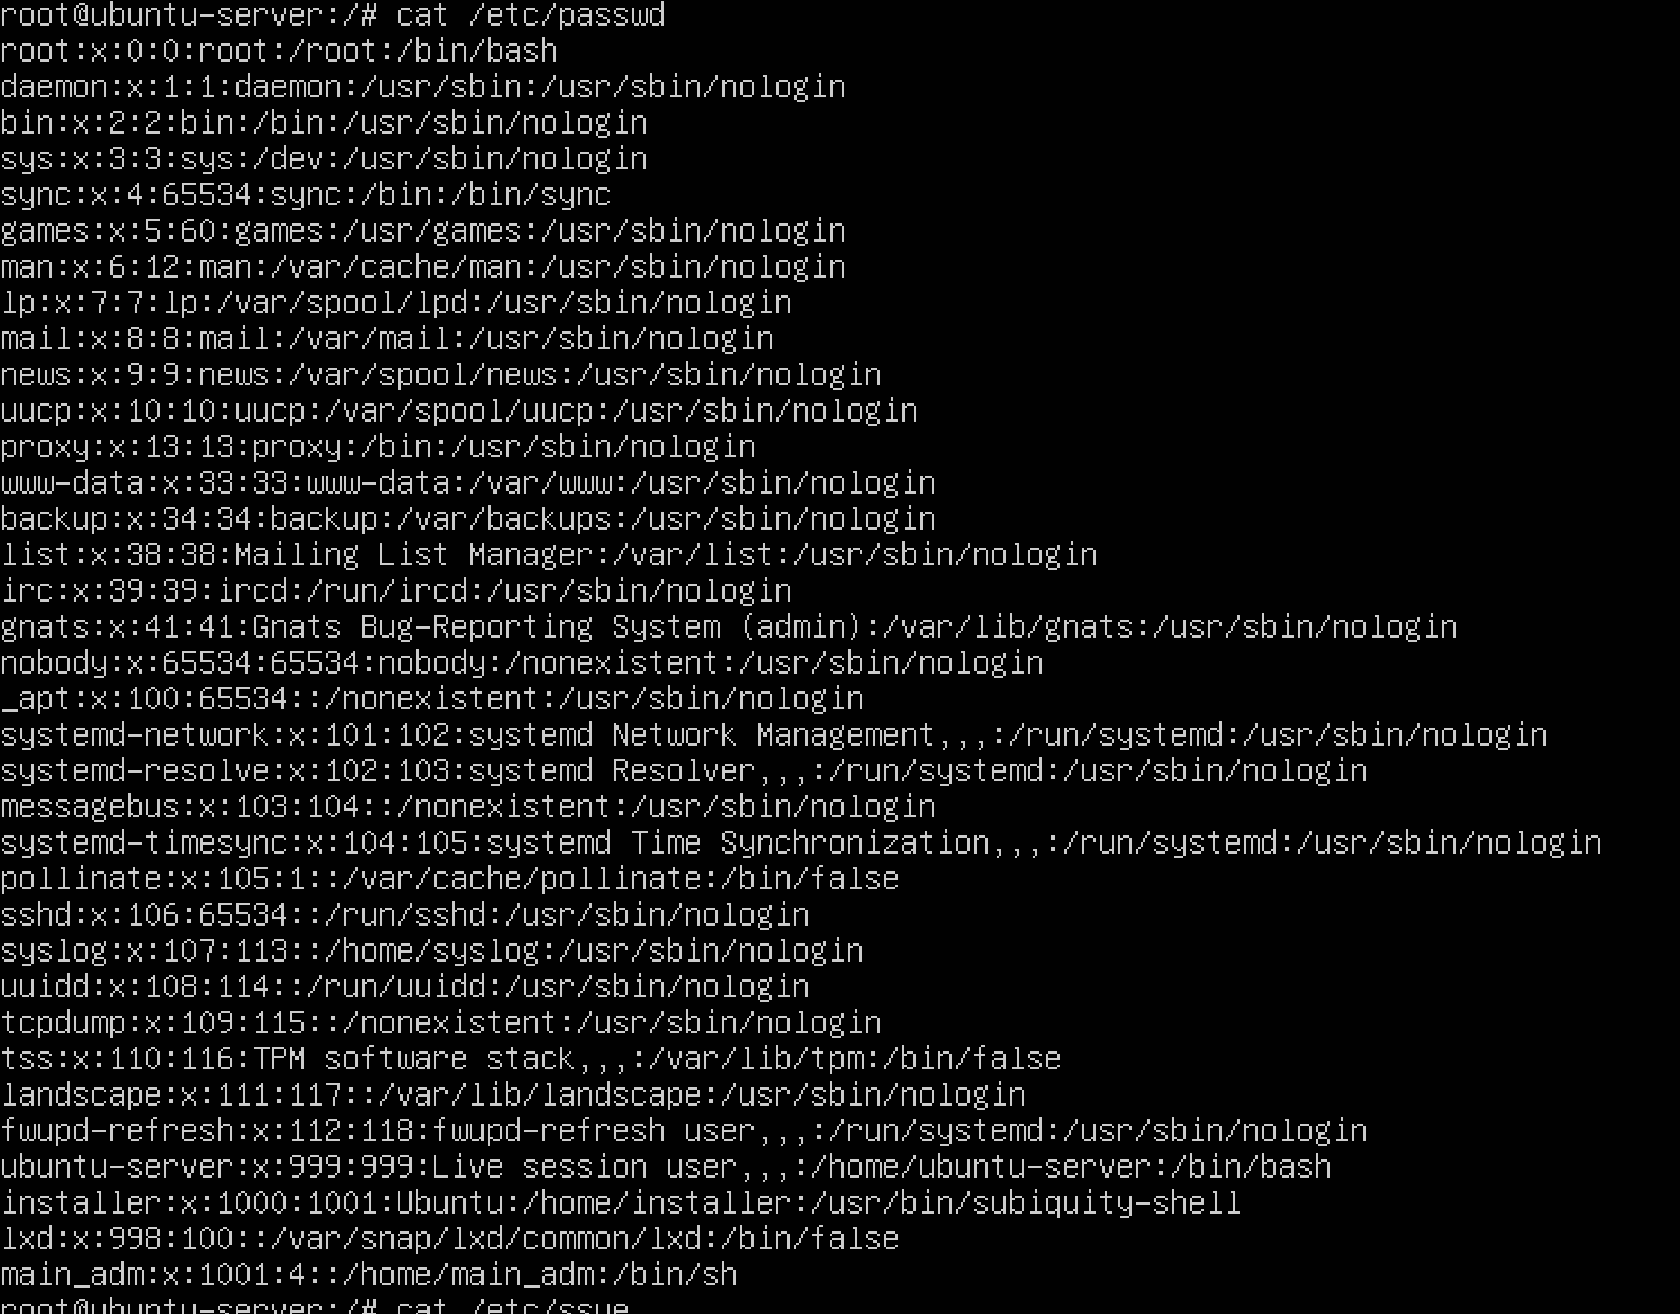 root@ubuntu-server:/# cat /etc/passwd
root:x:0:0:root:/root:/bin/bash
daemon:x:1:1:daemon:/usr/sbin:/usr/sbin/nologin
bin:x:2:2:bin:/bin:/usr/sbin/nologin
sys:x:3:3:sys:/dev:/usr/sbin/nologin
sync:x:4:65534:sync:/bin:/bin/sync
games:x:5:60:games:/usr/games:/usr/sbin/nologin
man:x:6:12:man:/var/cache/man:/usr/sbin/nologin
lp:x:7:7:lp:/var/spool/lpd:/usr/sbin/nologin
mail:x:8:8:mail:/var/mail:/usr/sbin/nologin
news:x:9:9:news:/var/spool/news:/usr/sbin/nologin
uucp:x:10:10:uucp:/var/spool/uucp:/usr/sbin/nologin
proxy:x:13:13:proxy:/bin:/usr/sbin/nologin
www-data:x:33:33:www-data:/var/www:/usr/sbin/nologin
backup:x:34:34:backup:/var/backups:/usr/sbin/nologin
list:x:38:38:Mailing List Manager:/var/list:/usr/sbin/nologin
irc:x:39:39:ircd:/run/ircd:/usr/sbin/nologin
gnats:x:41:41:Gnats Bug-Reporting System (admin):/var/lib/gnats:/usr/sbin/nologin
nobody:x:65534:65534:nobody:/nonexistent:/usr/sbin/nologin
_apt:x:100:65534::/nonexistent:/usr/sbin/nologin
systemd-network:x:101:102:systemd Network Management,,,:/run/systemd:/usr/sbin/nologin
systemd-resolve:x:102:103:systemd Resolver,,,:/run/systemd:/usr/sbin/nologin
messagebus:x:103:104::/nonexistent:/usr/sbin/nologin
systemd-timesync:x:104:105:systemd Time Synchronization,,,:/run/systemd:/usr/sbin/nologin
pollinate:x:105:1::/var/cache/pollinate:/bin/false
sshd:x:106:65534::/run/sshd:/usr/sbin/nologin
syslog:x:107:113::/home/syslog:/usr/sbin/nologin
uuidd:x:108:114::/run/uuidd:/usr/sbin/nologin
tcpdump:x:109:115::/nonexistent:/usr/sbin/nologin
tss:x:110:116:TPM software stack,,,:/var/lib/tpm:/bin/false
landscape:x:111:117::/var/lib/landscape:/usr/sbin/nologin
fwupd-refresh:x:112:118:fwupd-refresh user,,,:/run/systemd:/usr/sbin/nologin
ubuntu-server:x:999:999:Live session user,,,:/home/ubuntu-server:/bin/bash
installer:x:1000:1001:Ubuntu:/home/installer:/usr/bin/subiquity-shell
lxd:x:998:100::/var/snap/lxd/common/lxd:/bin/false
main_adm:x:1001:4::/home/main_adm:/bin/sh
root@ubuntu-server:/# cat /etc/ssue